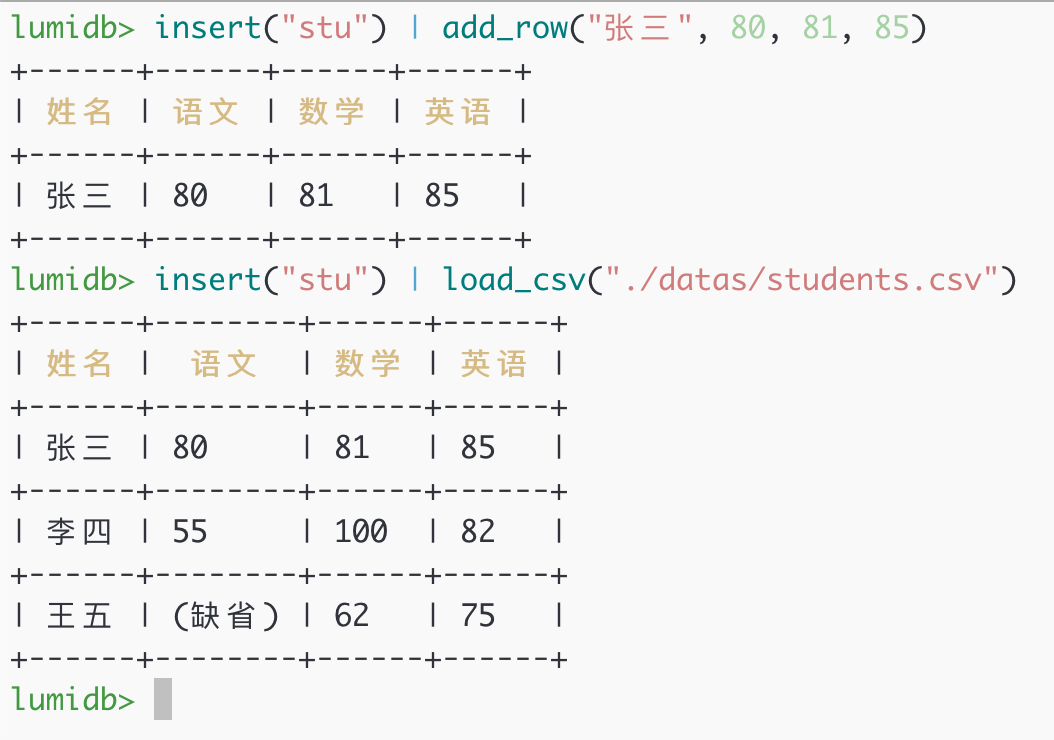 lumidb> insert("stu") | add_row("张三", 80, 81, 85)
+------+------+------+------+
| 姓名 | 语文 | 数学 | 英语 |
+------+------+------+------+
| 张三 | 80   | 81   | 85   |
+------+------+------+------+
lumidb> insert("stu") | load_csv("./datas/students.csv")
+------+--------+------+------+
| 姓名 |  语文  | 数学 | 英语 |
+------+--------+------+------+
| 张三 | 80     | 81   | 85   |
+------+--------+------+------+
| 李四 | 55     | 100  | 82   |
+------+--------+------+------+
| 王五 | (缺省) | 62   | 75   |
+------+--------+------+------+
lumidb>